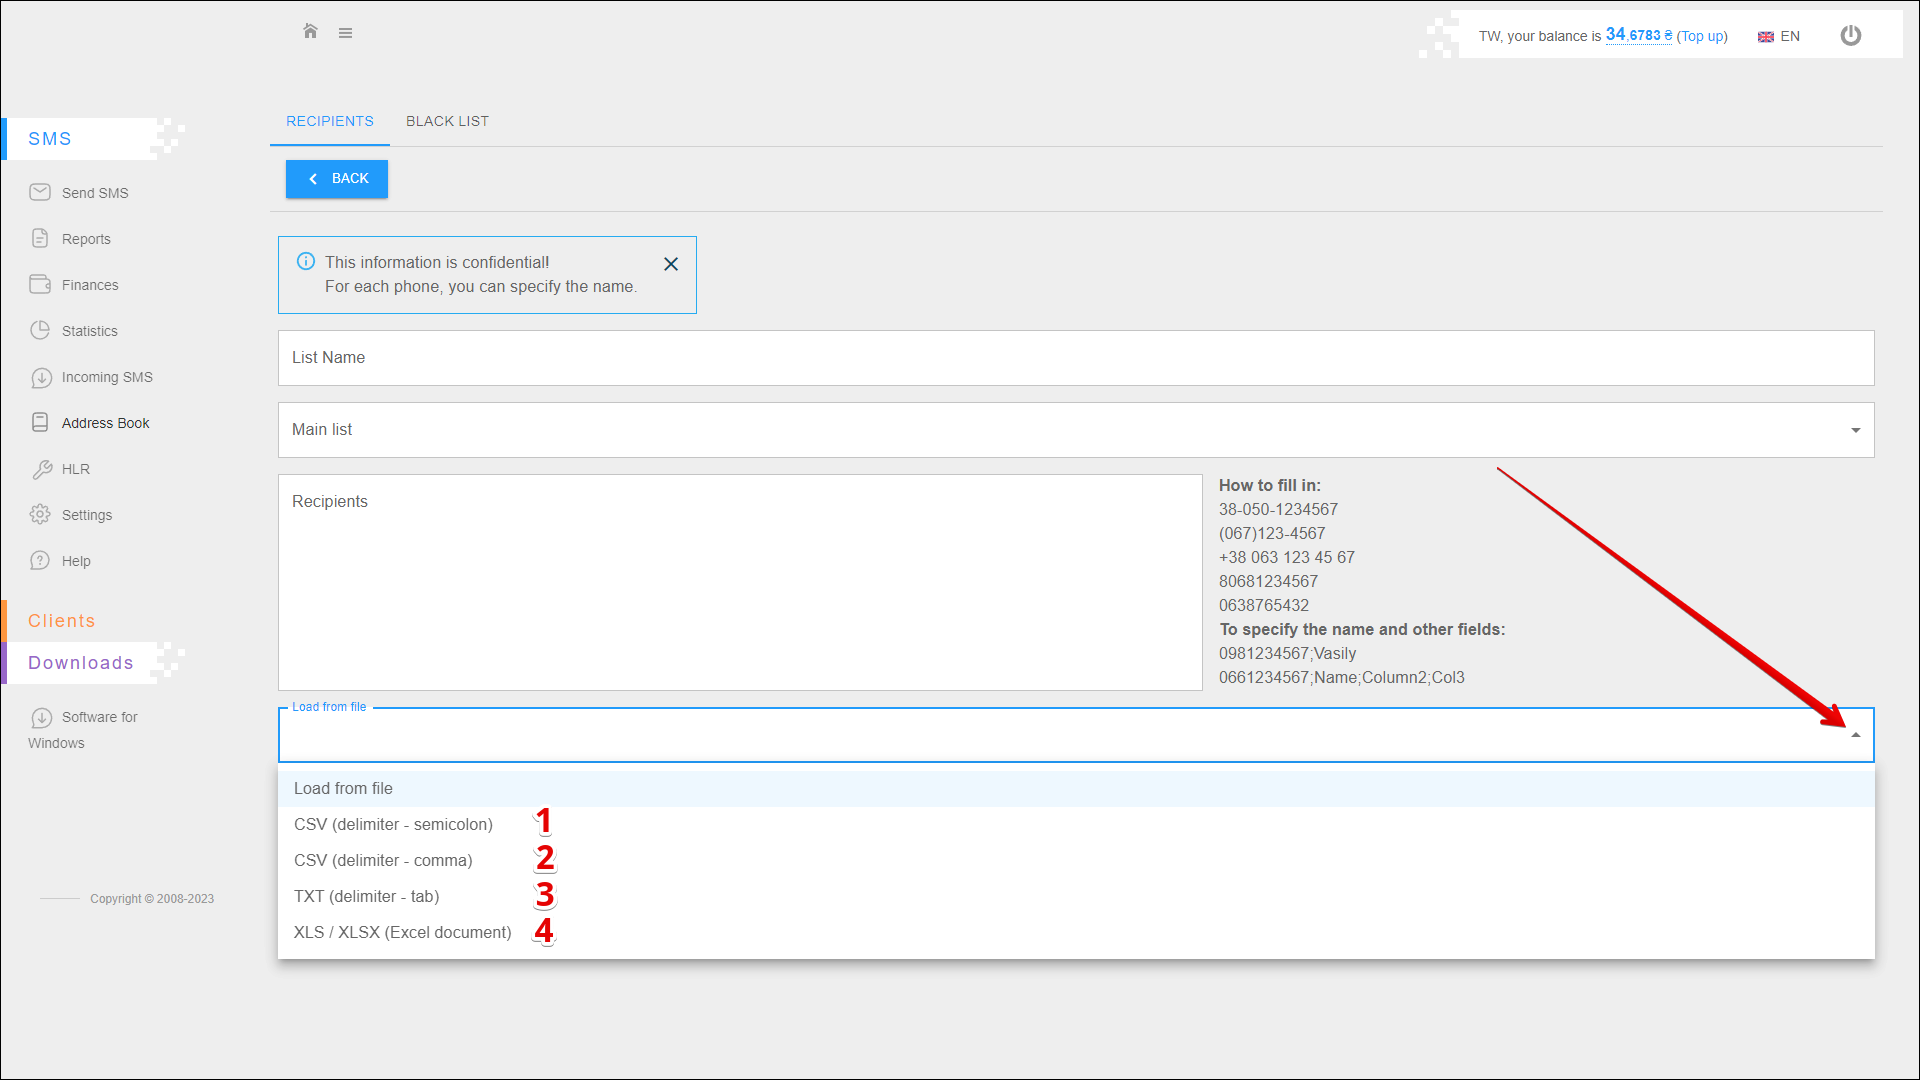 TW, your balance is 34.6783 ₴ (Top up) EN
RECIPIENTS BLACK LIST
SMS
BACK
Send SMS
Reports
Finances
Statistics
Incoming SMS
Address Book
HLR
Settings
Help
Clients
Downloads
Software for
Windows
Copyright © 2008-2023
This information is confidential!
For each phone, you can specify the name.
List Name
Main list
Recipients
How to fill in:
38-050-1234567
(067)123-4567
+38 063 123 45 67
80681234567
0638765432
To specify the name and other fields:
0981234567;Vasily
0661234567;Name;Column2;Col3
Load from file
Load from file
CSV (delimiter - semicolon) 1
CSV (delimiter - comma) 2
TXT (delimiter - tab) 3
XLS / XLSX (Excel document) 4